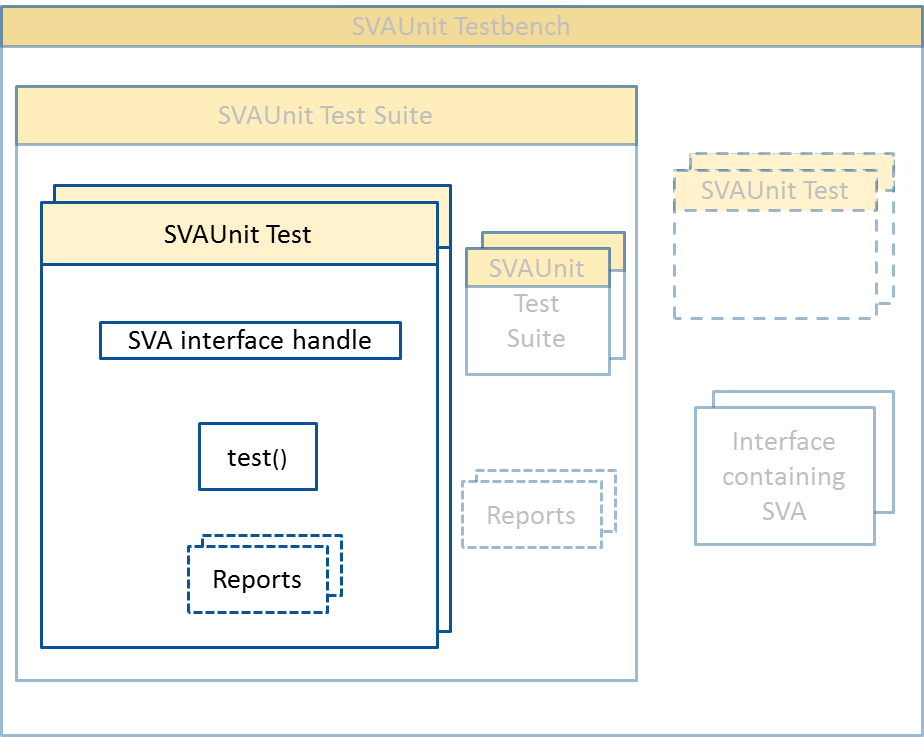 SVAUnit Testbench
SVAUnit Test Suite
SVAUnit Test
SVA interface handle
test()
Reports
SVAUnit
Test
Suite
Reports
SVAUnit Test
Interface
containing
SVA